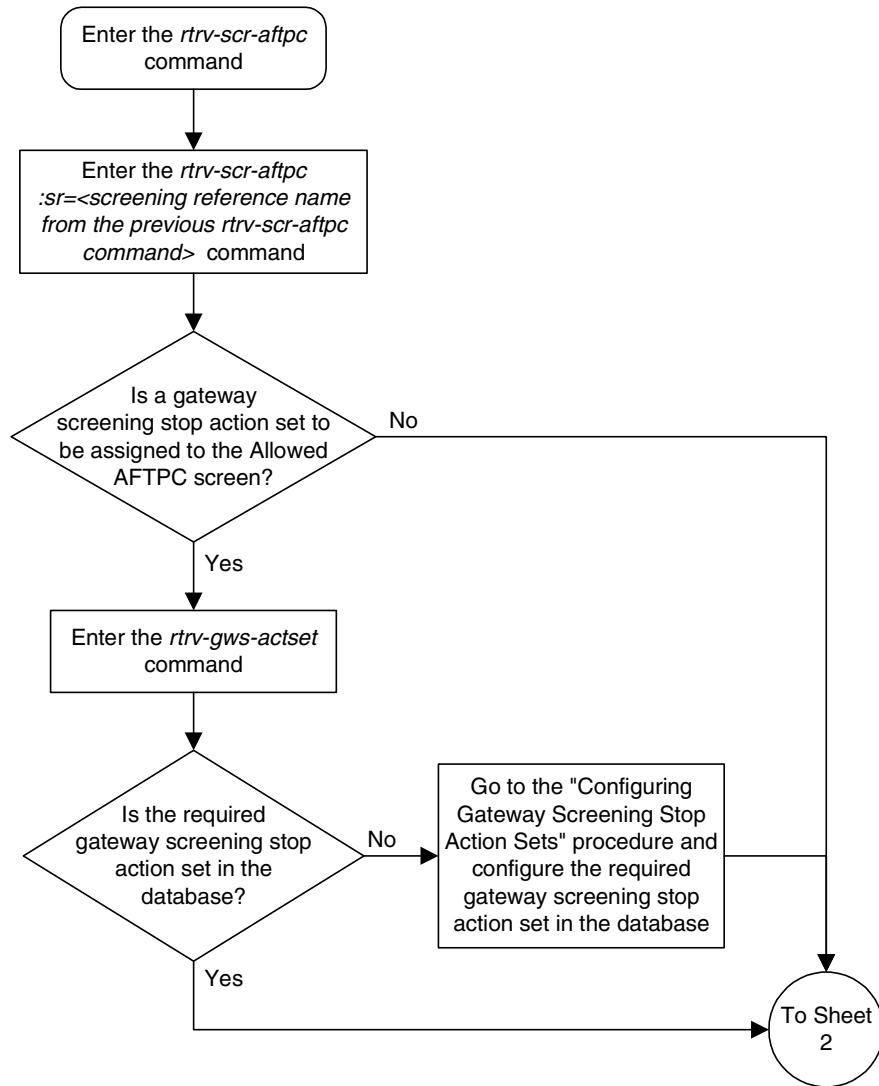 Enter the rtrv-scr-aftpc
command
Enter the rtrv-scr-aftpc
:sr=<screening reference name
from the previous rtrv-scr-aftpc
command> command
Is a gateway
screening stop action set to
be assigned to the Allowed
AFTPC screen?
No
Yes
Enter the rtrv-gws-actset
command
Is the required
gateway screening stop
action set in the
database?
No
Go to the "Configuring
Gateway Screening Stop
Action Sets" procedure and
configure the required
gateway screening stop
action set in the database
Yes
To Sheet
2